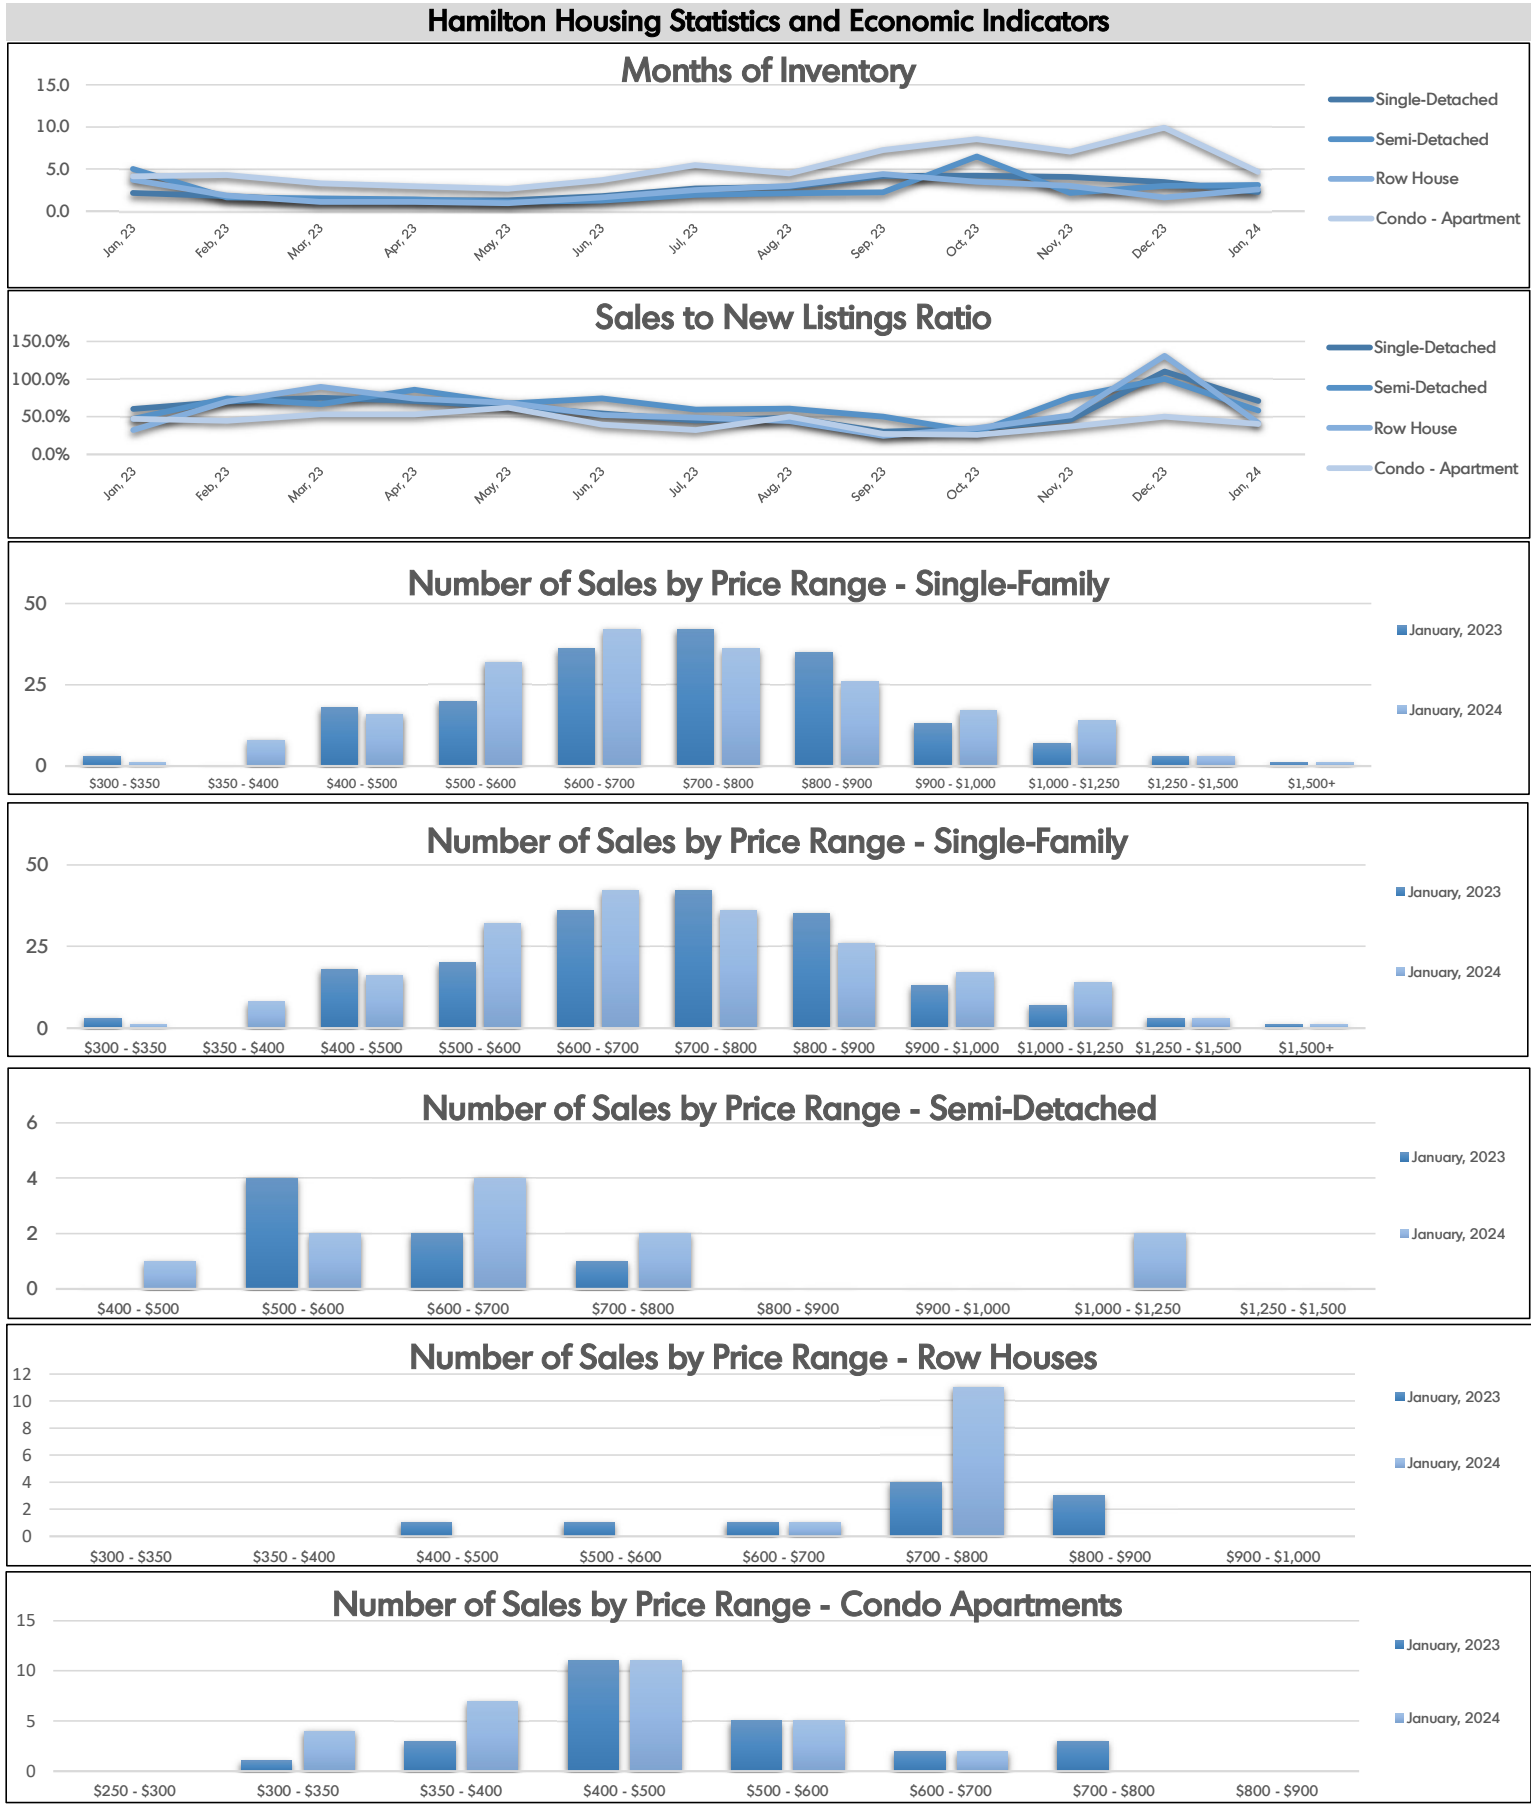 Hamilton Housing Statistics and Economic Indicators
Months of Inventory
15.0
10.0
5.0
0.0
Jan, 23 Feb, 23 Mar, 23 Apr, 23 May, 23 Jun, 23 Jul, 23 Aug, 23 Sep, 23 Oct, 23 Nov, 23 Dec, 23 Jan, 24
Single-Detached
Semi-Detached
Row House
Condo - Apartment
Sales to New Listings Ratio
150.0%
100.0%
50.0%
0.0%
Jan, 23 Feb, 23 Mar, 23 Apr, 23 May, 23 Jun, 23 Jul, 23 Aug, 23 Sep, 23 Oct, 23 Nov, 23 Dec, 23 Jan, 24
Single-Detached
Semi-Detached
Row House
Condo - Apartment
Number of Sales by Price Range - Single-Family
50
25
0
$300 - $350 $350 - $400 $400 - $500 $500 - $600 $600 - $700 $700 - $800 $800 - $900 $900 - $1,000 $1,000 - $1,250 $1,250 - $1,500 $1,500+
January, 2023
January, 2024
Number of Sales by Price Range - Single-Family
50
25
0
$300 - $350 $350 - $400 $400 - $500 $500 - $600 $600 - $700 $700 - $800 $800 - $900 $900 - $1,000 $1,000 - $1,250 $1,250 - $1,500 $1,500+
January, 2023
January, 2024
Number of Sales by Price Range - Semi-Detached
6
4
2
0
$400 - $500 $500 - $600 $600 - $700 $700 - $800 $800 - $900 $900 - $1,000 $1,000 - $1,250 $1,250 - $1,500
January, 2023
January, 2024
Number of Sales by Price Range - Row Houses
12
10
8
6
4
2
0
$300 - $350 $350 - $400 $400 - $500 $500 - $600 $600 - $700 $700 - $800 $800 - $900 $900 - $1,000
January, 2023
January, 2024
Number of Sales by Price Range - Condo Apartments
15
10
5
0
$250 - $300 $300 - $350 $350 - $400 $400 - $500 $500 - $600 $600 - $700 $700 - $800 $800 - $900
January, 2023
January, 2024